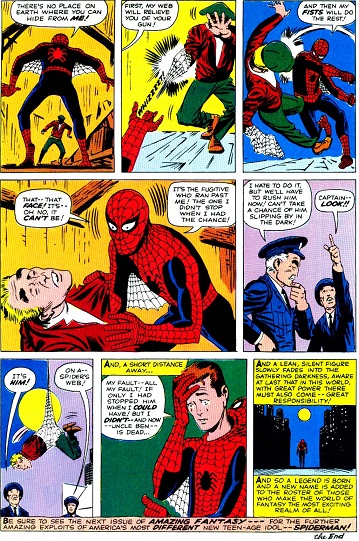 THERE'S NO PLACE ON
EARTH WHERE YOU CAN
HIDE FROM ME!
FIRST, MY WEB
WILL RELIEVE
YOU OF YOUR
GUN!
AND THEN MY
FISTS WILL DO
THE REST!
THAT--THAT
FACE! IT'S--
OH NO, IT
CAN'T BE!
IT'S THE FUGITIVE
WHO RAN PAST
ME! THE ONE I
DIDN'T STOP
WHEN I HAD
THE CHANCE!
I HATE TO DO IT,
BUT WE'LL HAVE
TO RUSH HIM
NOW! CAN'T TAKE
A CHANCE OF HIM
SLIPPING BY IN
THE DARK!
CAPTAIN--
LOOK!!
IT'S
HIM!
ON A--
SPIDER'S
WEB!
AND, A SHORT DISTANCE
AWAY...
MY FAULT--ALL
MY FAULT! IF
ONLY I HAD
STOPPED HIM
WHEN I COULD
HAVE! BUT I
DIDN'T--AND NOW
--UNCLE BEN---
IS DEAD...
AND A LEAN, SILENT FIGURE
SLOWLY FADES INTO THE
GATHERING DARKNESS, AWARE
AT LAST THAT IN THIS WORLD,
WITH GREAT POWER THERE
MUST ALSO COME--GREAT
RESPONSIBILITY!
AND SO A LEGEND IS BORN
AND A NEW NAME IS ADDED
TO THE ROSTER OF THOSE
WHO MAKE THE WORLD OF
FANTASY THE MOST EXCITING
REALM OF ALL!
BE SURE TO SEE THE NEXT ISSUE OF AMAZING FANTASY--- FOR THE FURTHER
AMAZING EXPLOITS OF AMERICA'S MOST DIFFERENT NEW TEEN-AGE IDOL--SPIDERMAN!
the End